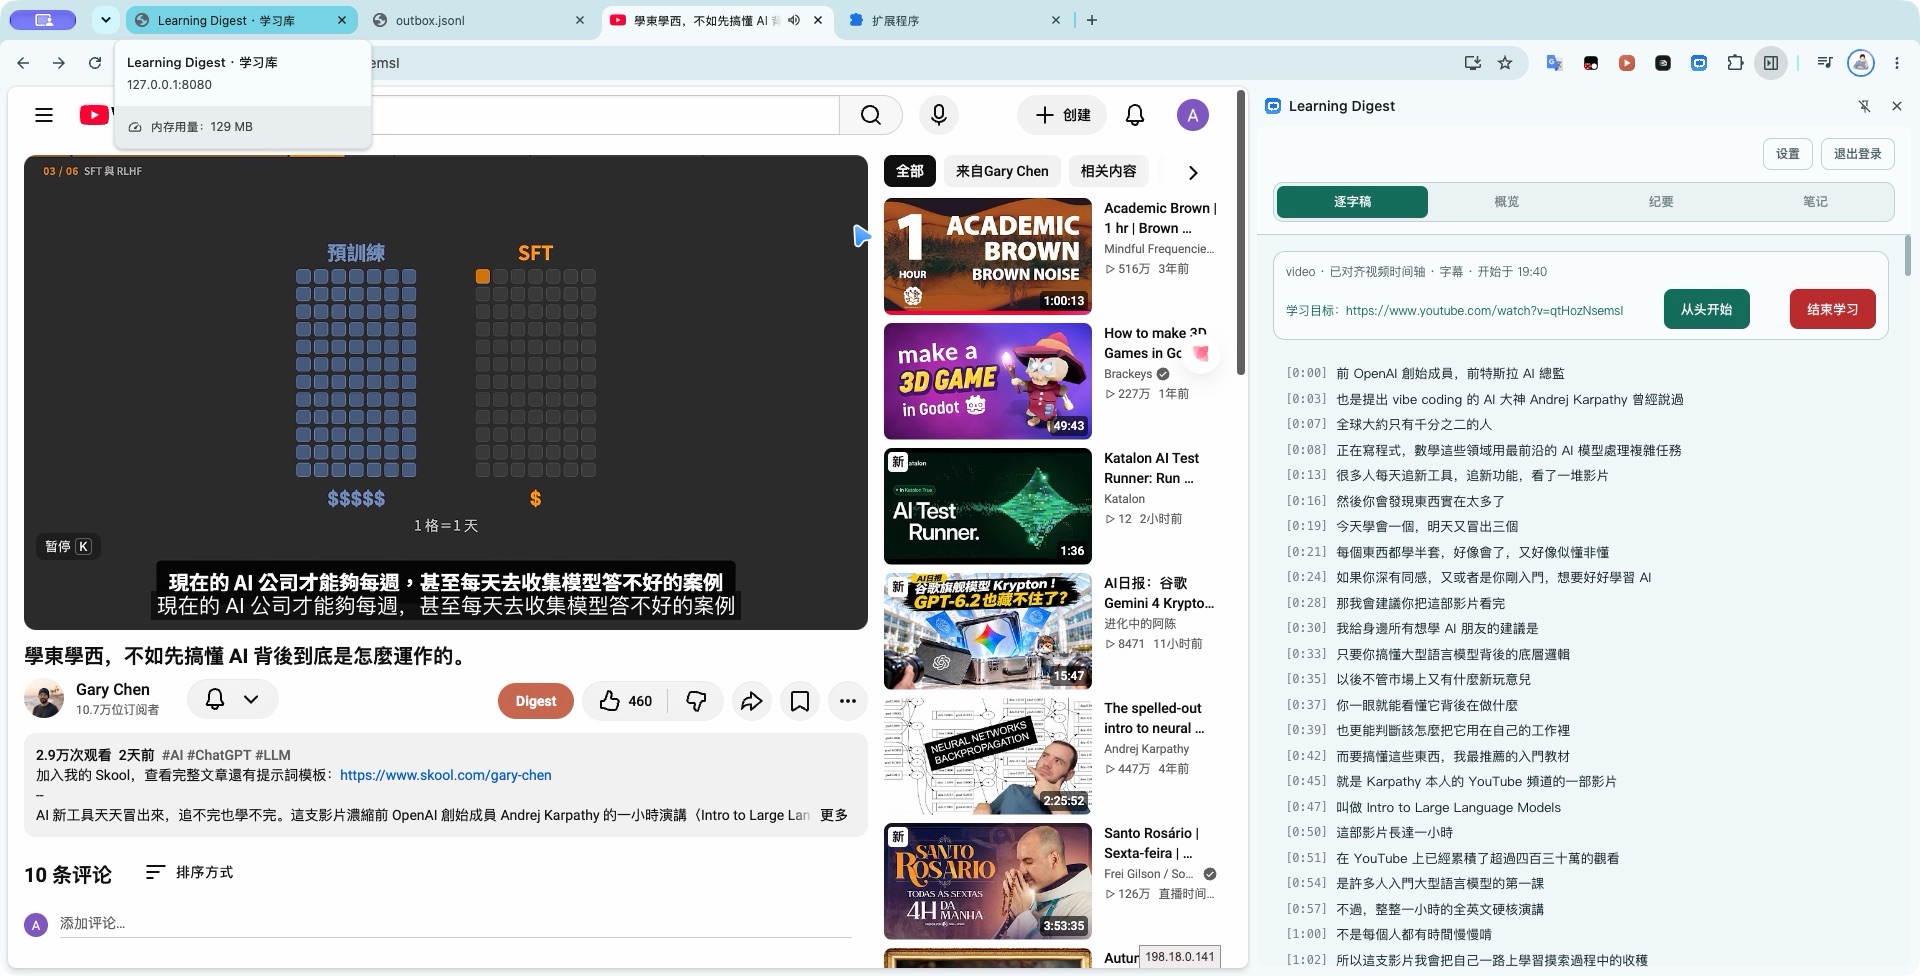 Learning Digest · 学习库
outbox.jsonl
學東學西，不如先搞懂 AI 背
扩展程序
Learning Digest · 学习库
127.0.0.1:8080
内存用量：129 MB
emsI
创建
A
03 / 06 SFT 與 RLHF
預訓練
SFT
$$$$$
$
1 格＝1 天
暂停 K
現在的 AI 公司才能夠每週，甚至每天去收集模型答不好的案例
現在的 AI 公司才能夠每週，甚至每天去收集模型答不好的案例
學東學西，不如先搞懂 AI 背後到底是怎麼運作的。
Gary Chen
10.7万位订阅者
Digest
460
2.9万次观看 2天前 #AI #ChatGPT #LLM
加入我的 Skool，查看完整文章還有提示詞模板：https://www.skool.com/gary-chen
--
AI 新工具天天冒出來，追不完也學不完。這支影片濃縮前 OpenAI 創始成員 Andrej Karpathy 的一小時演講〈Intro to Large Lan 更多
10 条评论
排序方式
A
添加评论...
全部
来自Gary Chen
相关内容
1
HOUR
ACADEMIC
BROWN
BROWN NOISE
1:00:13
Academic Brown |
1 hr | Brown ...
Mindful Frequencie...
516万 3年前
make a
3D GAME
in Godot
49:43
How to make 3D
Games in Go
Brackeys
227万 1年前
新
AI Test
Runner.
1:36
Katalon AI Test
Runner: Run ...
Katalon
12 2小时前
新
AI日报
谷歌旗舰模型 Krypton！
GPT-6.2也藏不住了？
15:47
AI日报：谷歌
Gemini 4 Krypto...
进化中的阿陈
8471 11小时前
NEURAL NETWORKS
BACKPROPAGATION
2:25:52
The spelled-out
intro to neural ...
Andrej Karpathy
447万 4年前
新
SANTO
ROSÁRIO
TODAS AS SEXTAS
4H DA
MANHA
3:53:35
Santo Rosário |
Sexta-feira | ...
Frei Gilson / So...
126万 直播时间...
Autur
198.18.0.141
Learning Digest
设置
退出登录
逐字稿
概览
纪要
笔记
video · 已对齐视频时间轴 · 字幕 · 开始于 19:40
学习目标：https://www.youtube.com/watch?v=qtHozNsemsI
从头开始
结束学习
[0:00] 前 OpenAI 創始成員，前特斯拉 AI 總監
[0:03] 也是提出 vibe coding 的 AI 大神 Andrej Karpathy 曾經說過
[0:07] 全球大約只有千分之二的人
[0:08] 正在寫程式，數學這些領域用最前沿的 AI 模型處理複雜任務
[0:13] 很多人每天追新工具，追新功能，看了一堆影片
[0:16] 然後你會發現東西實在太多了
[0:19] 今天學會一個，明天又冒出三個
[0:21] 每個東西都學半套，好像會了，又好像似懂非懂
[0:24] 如果你深有同感，又或者是你剛入門，想要好好學習 AI
[0:28] 那我會建議你把這部影片看完
[0:30] 我給身邊所有想學 AI 朋友的建議是
[0:33] 只要你搞懂大型語言模型背後的底層邏輯
[0:35] 以後不管市場上又有什麼新玩意兒
[0:37] 你一眼就能看懂它背後在做什麼
[0:39] 也更能判斷該怎麼把它用在自己的工作裡
[0:42] 而要搞懂這些東西，我最推薦的入門教材
[0:45] 就是 Karpathy 本人的 YouTube 頻道的一部影片
[0:47] 叫做 Intro to Large Language Models
[0:50] 這部影片長達一小時
[0:51] 在 YouTube 上已經累積了超過四百三十萬的觀看
[0:54] 是許多人入門大型語言模型的第一課
[0:57] 不過，整整一小時的全英文硬核演講
[1:00] 不是每個人都有時間慢慢啃
[1:02] 所以這支影片我會把自己一路上學習摸索過程中的收穫